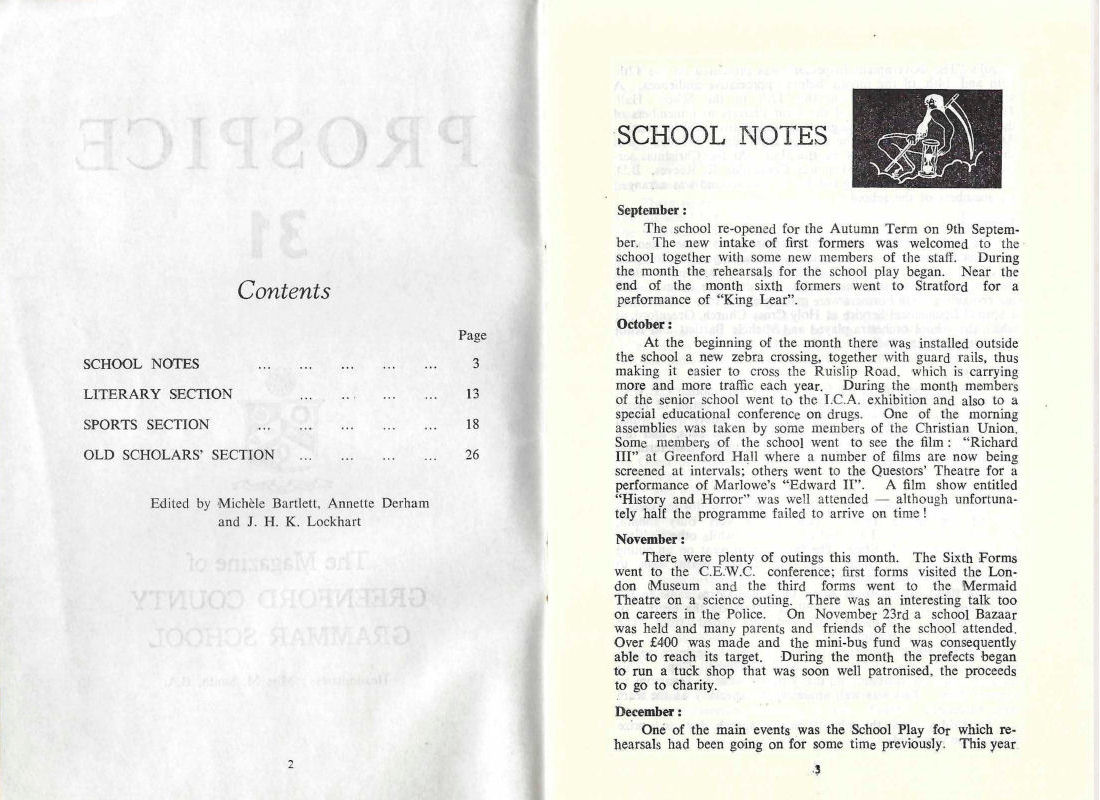 Contents
Page
SCHOOL NOTES ... ... ... ... ... 3
LITERARY SECTION ... ... ... ... 13
SPORTS SECTION ... ... ... ... ... 18
OLD SCHOLARS' SECTION ... ... ... ... 26
Edited by Michèle Bartlett, Annette Derham
and J. H. K. Lockhart
PROSPICE
31
The Magazine of
GREENFORD COUNTY
GRAMMAR SCHOOL
2
SCHOOL NOTES
September :
The school re-opened for the Autumn Term on 9th Septem-
ber. The new intake of first formers was welcomed to the
school together with some new members of the staff. During
the month the rehearsals for the school play began. Near the
end of the month sixth formers went to Stratford for a
performance of “King Lear”.
October :
At the beginning of the month there was installed outside
the school a new zebra crossing, together with guard rails, thus
making it easier to cross the Ruislip Road, which is carrying
more and more traffic each year. During the month members
of the senior school went to the I.C.A. exhibition and also to a
special educational conference on drugs. One of the morning
assemblies was taken by some members of the Christian Union.
Some members of the school went to see the film : “Richard
III” at Greenford Hall where a number of films are now being
screened at intervals; others went to the Questors' Theatre for a
performance of Marlowe's “Edward II”. A film show entitled
“History and Horror” was well attended — although unfortuna-
tely half the programme failed to arrive on time !
November :
There were plenty of outings this month. The Sixth Forms
went to the C.E.W.C. conference; first forms visited the Lon-
don Museum and the third forms went to the Mermaid
Theatre on a science outing. There was an interesting talk too
on careers in the Police. On November 23rd a school Bazaar
was held and many parents and friends of the school attended.
Over £400 was made and the mini-bus fund was consequently
able to reach its target. During the month the prefects began
to run a tuck shop that was soon well patronised, the proceeds
to go to charity.
December :
One of the main events was the School Play for which re-
hearsals had been going on for some time previously. This year
3